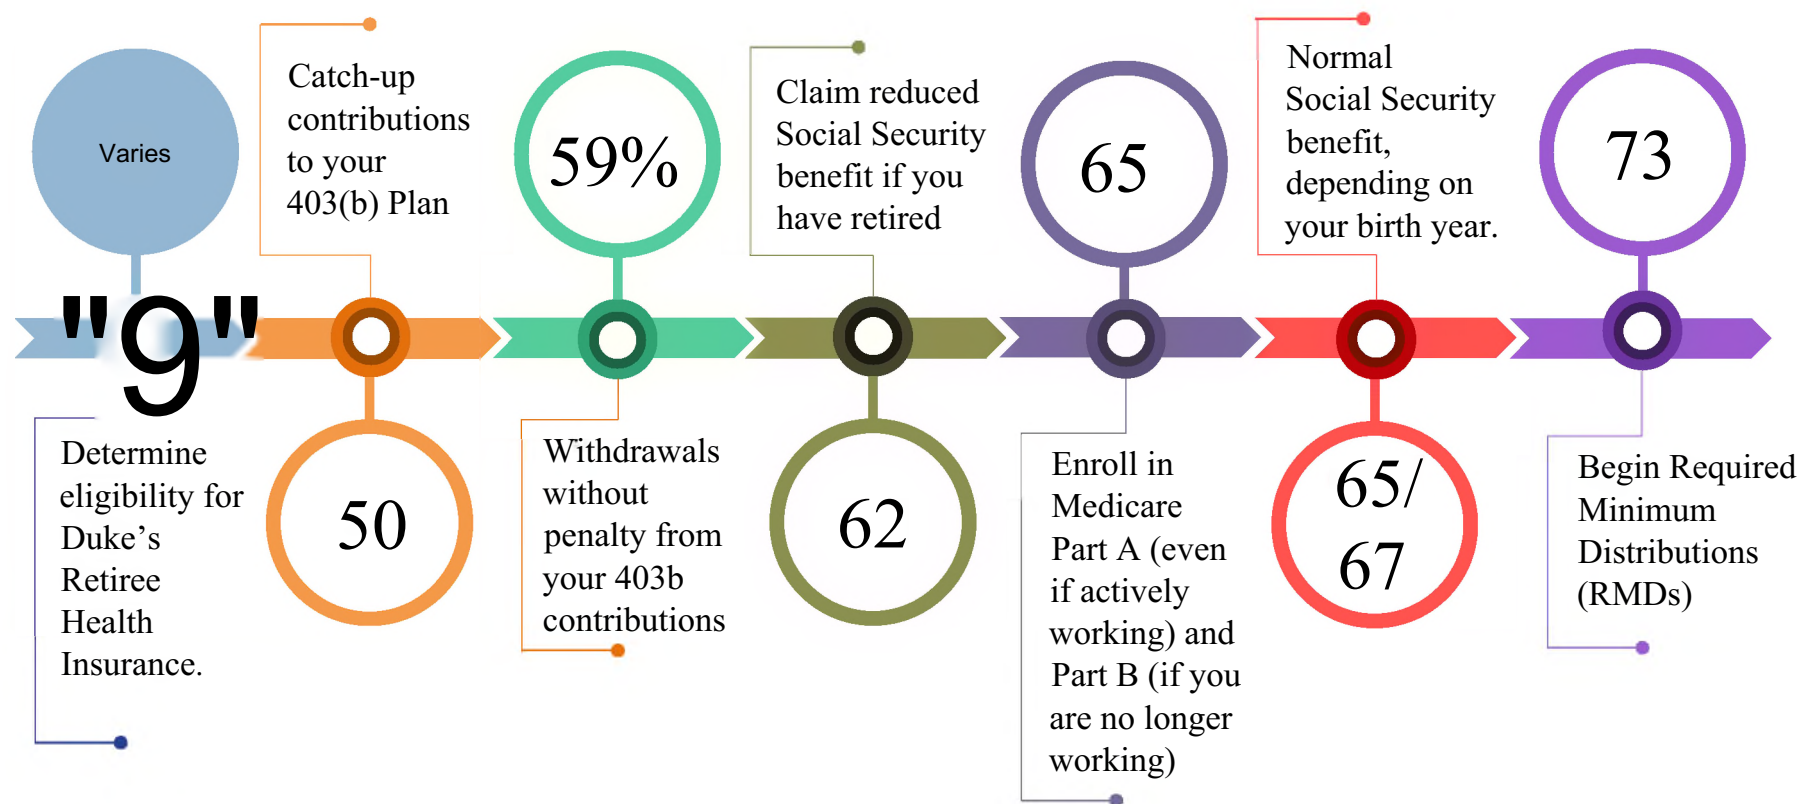 Varies
"9"
Determine
eligibility for
Duke’s
Retiree
Health
Insurance.
Catch-up
contributions
to your
403(b) Plan
50
59%
Withdrawals
without
penalty from
your 403b
contributions
Claim reduced
Social Security
benefit if you
have retired
62
65
Enroll in
Medicare
Part A (even
if actively
working) and
Part B (if you
are no longer
working)
Normal
Social Security
benefit,
depending on
your birth year.
65/
67
73
Begin Required
Minimum
Distributions
(RMDs)